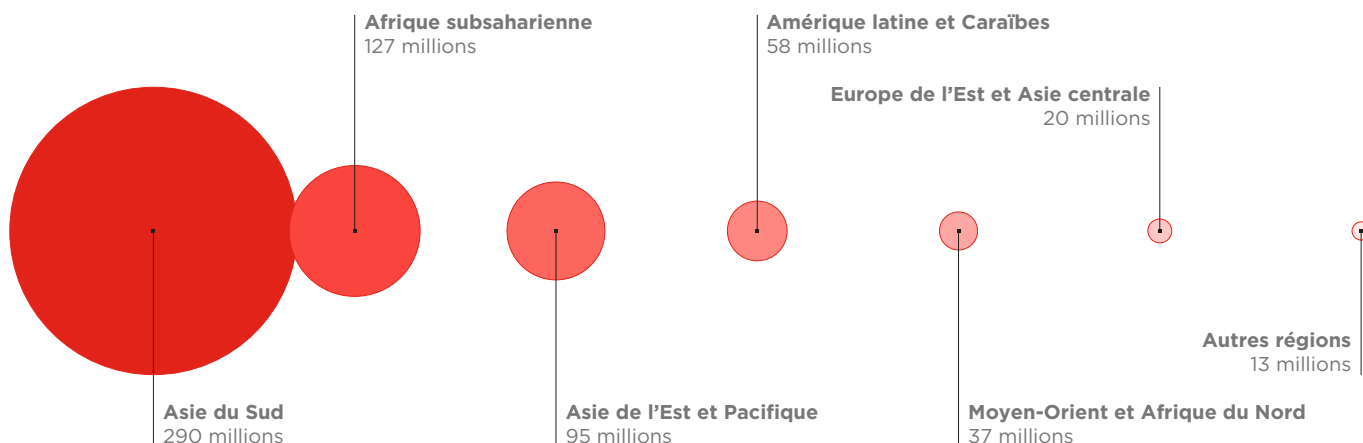 Afrique subsaharienne
127 millions
Amérique latine et Caraïbes
58 millions
Europe de l’Est et Asie centrale
20 millions
Autres régions
13 millions
Asie du Sud
290 millions
Asie de l’Est et Pacifique
95 millions
Moyen-Orient et Afrique du Nord
37 millions